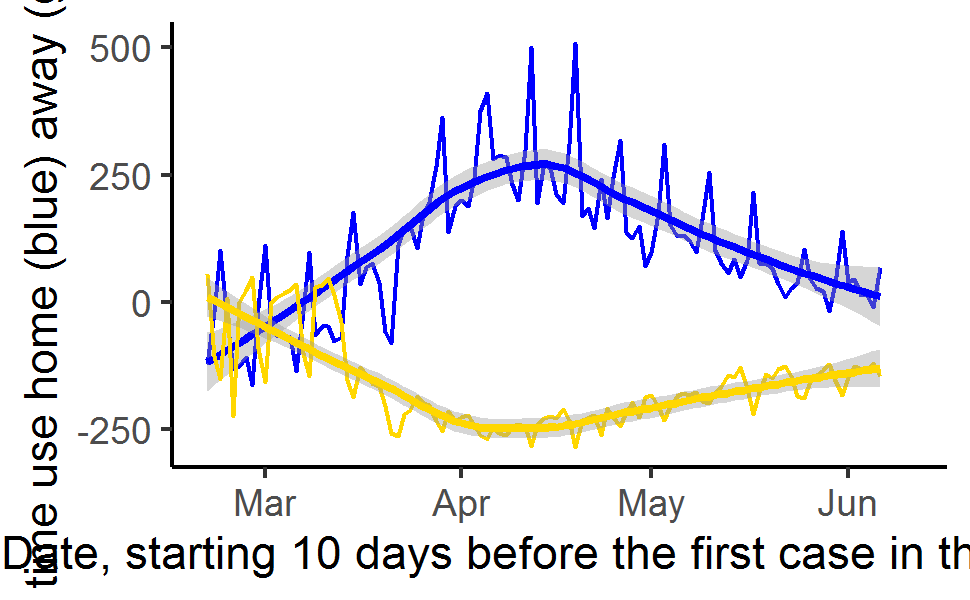 time use home (blue) away (
500
250
0
-250
Mar Apr May Jun
Date, starting 10 days before the first case in th